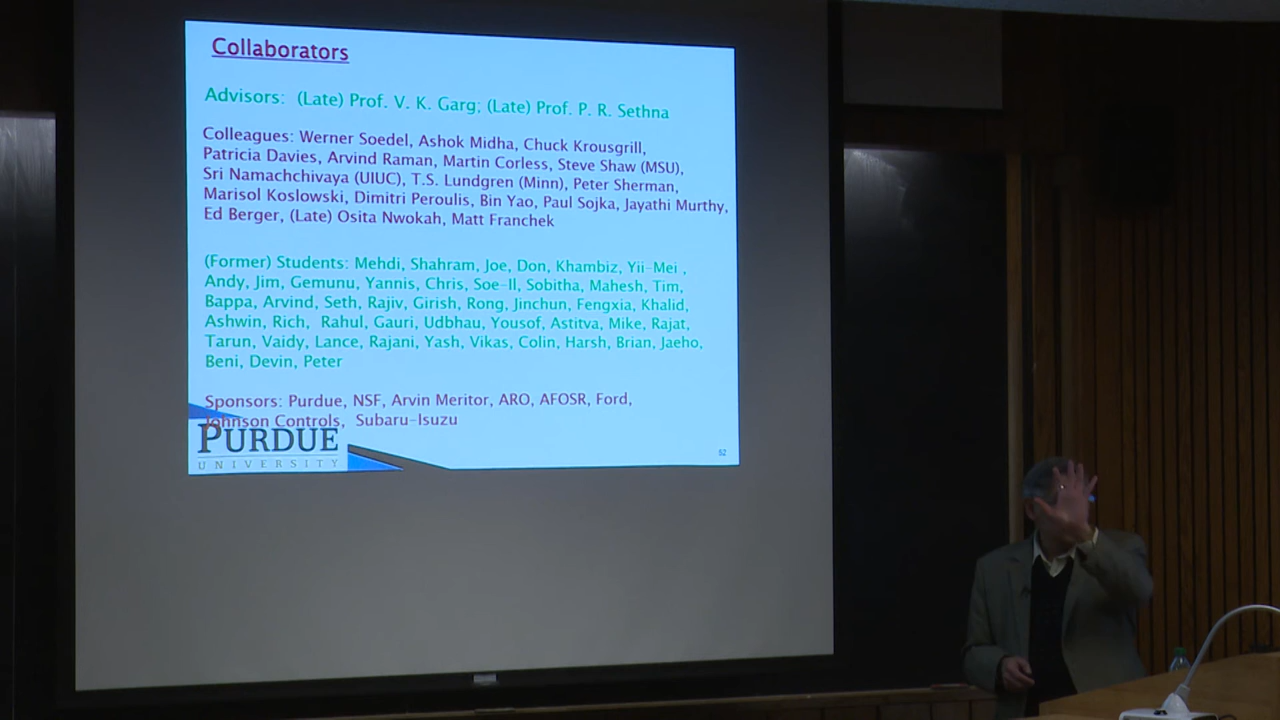 Collaborators
Advisors: (Late) Prof. V. K. Garg; (Late) Prof. P. R. Sethna
Colleagues: Werner Soedel, Ashok Midha, Chuck Krousgrill,
Patricia Davies, Arvind Raman, Martin Corless, Steve Shaw (MSU),
Sri Namachchivaya (UIUC), T.S. Lundgren (Minn), Peter Sherman,
Marisol Koslowski, Dimitri Peroulis, Bin Yao, Paul Sojka, Jayathi Murthy,
Ed Berger, (Late) Osita Nwokah, Matt Franchek
(Former) Students: Mehdi, Shahram, Joe, Don, Khambiz, Yii-Mei ,
Andy, Jim, Gemunu, Yannis, Chris, Soe-Il, Sobitha, Mahesh, Tim,
Bappa, Arvind, Seth, Rajiv, Girish, Rong, Jinchun, Fengxia, Khalid,
Ashwin, Rich, Rahul, Gauri, Udbhau, Yousof, Astitva, Mike, Rajat,
Tarun, Vaidy, Lance, Rajani, Yash, Vikas, Colin, Harsh, Brian, Jaeho,
Beni, Devin, Peter
Sponsors: Purdue, NSF, Arvin Meritor, ARO, AFOSR, Ford,
Johnson Controls, Subaru-Isuzu
PURDUE
UNIVERSITY
52